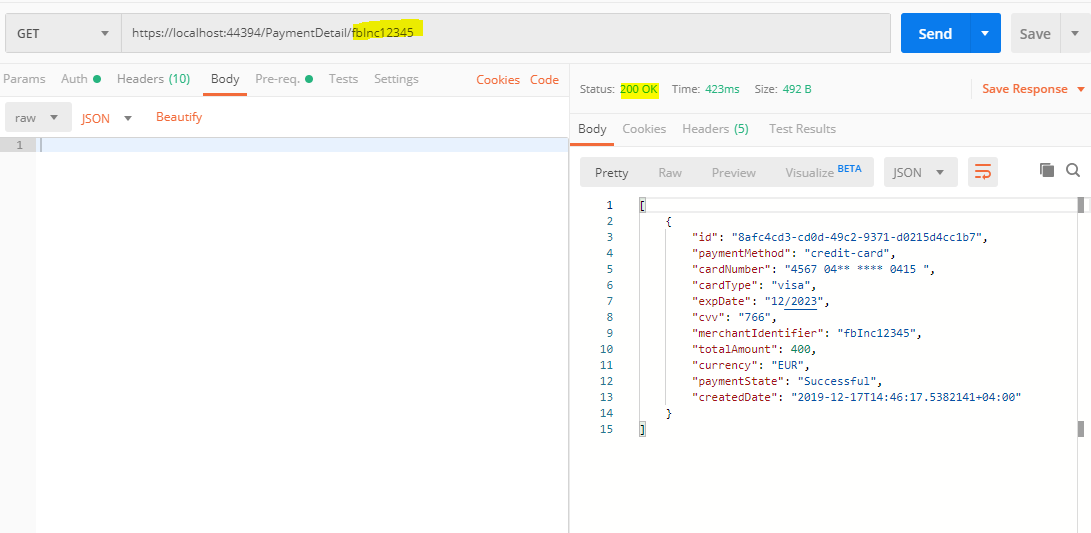 GET https://localhost:44394/PaymentDetail/fbInc12345 Send Save
Params Auth Headers (10) Body Pre-req. Tests Settings Cookies Code
raw JSON Beautify
1
Status: 200 OK Time: 423ms Size: 492 B Save Response
Body Cookies Headers (5) Test Results
Pretty Raw Preview Visualize BETA JSON
1 [
2 {
3 "id": "8afc4cd3-cd0d-49c2-9371-d0215d4cc1b7",
4 "paymentMethod": "credit-card",
5 "cardNumber": "4567 04** **** 0415 ",
6 "cardType": "visa",
7 "expDate": "12/2023",
8 "cvv": "766",
9 "merchantIdentifier": "fbInc12345",
10 "totalAmount": 400,
11 "currency": "EUR",
12 "paymentState": "Successful",
13 "createdDate": "2019-12-17T14:46:17.5382141+04:00"
14 }
15 ]